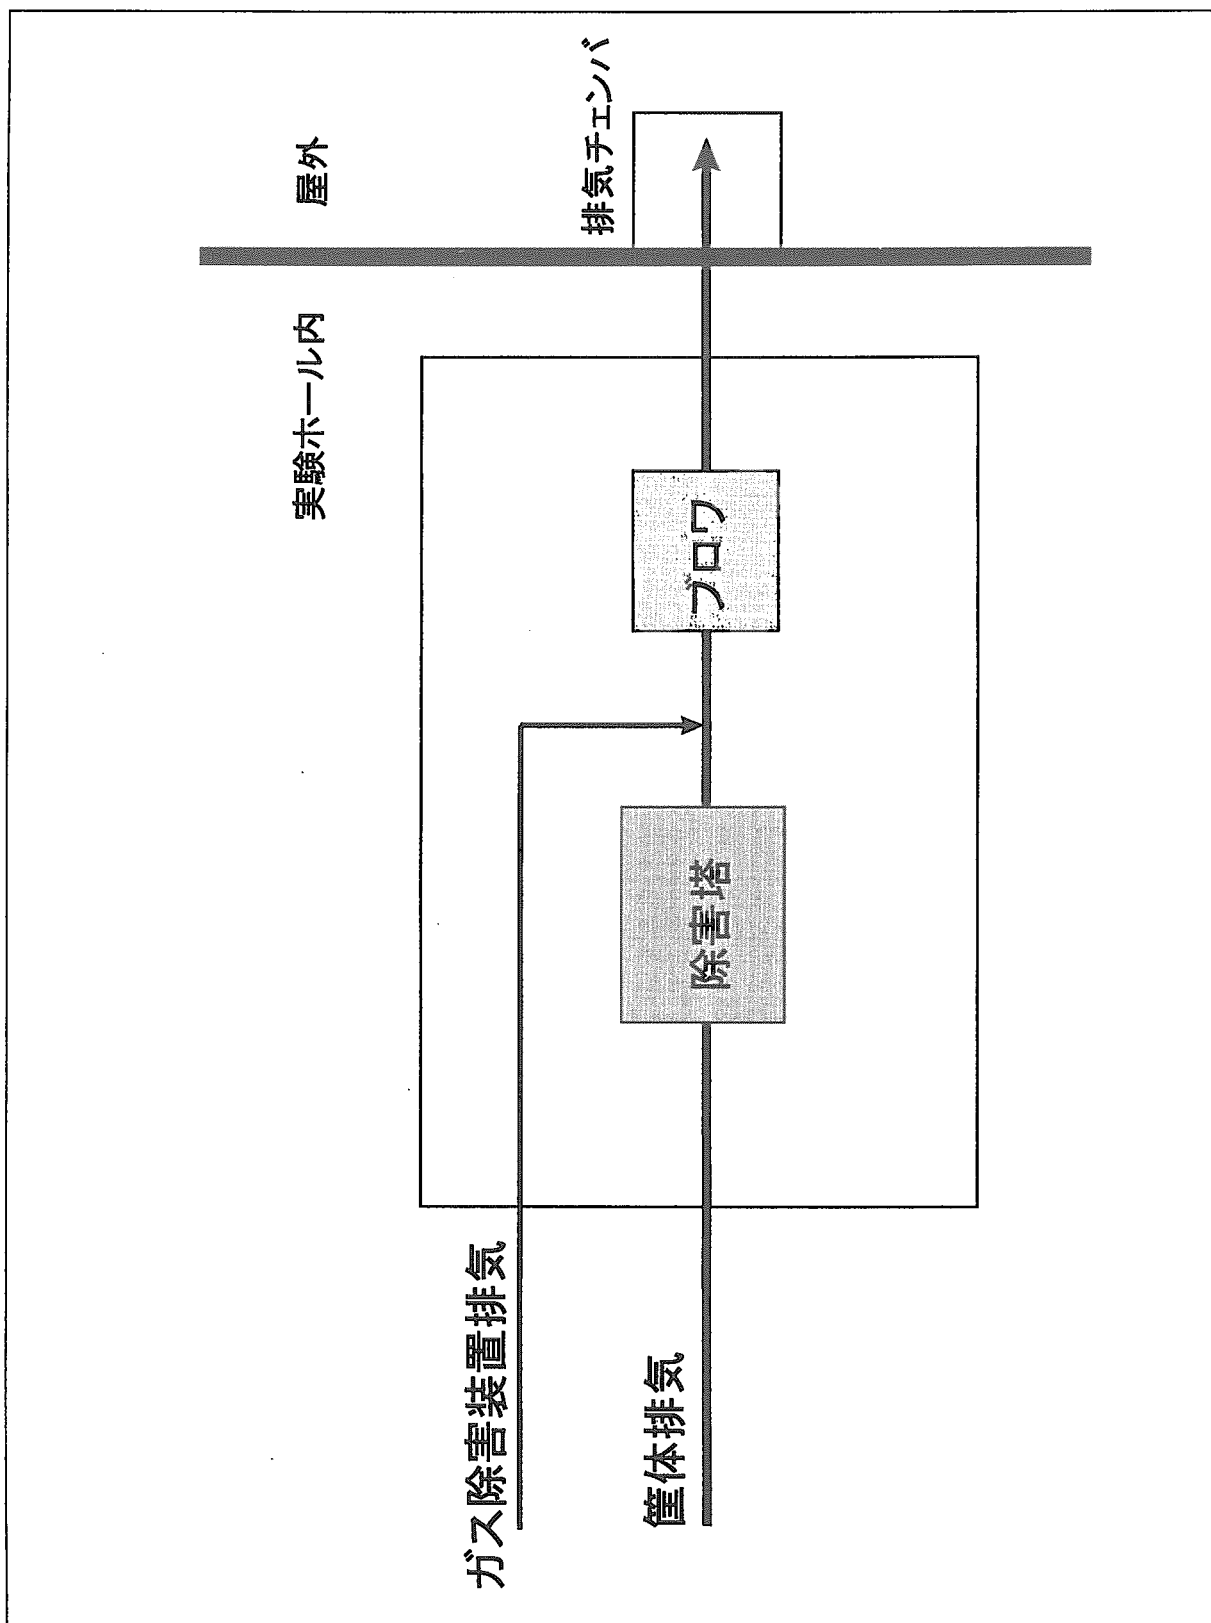 実験ホール内
屋外
排気チェンバ
ガス除害装置排気
筐体排気
除害塔
ブロワ